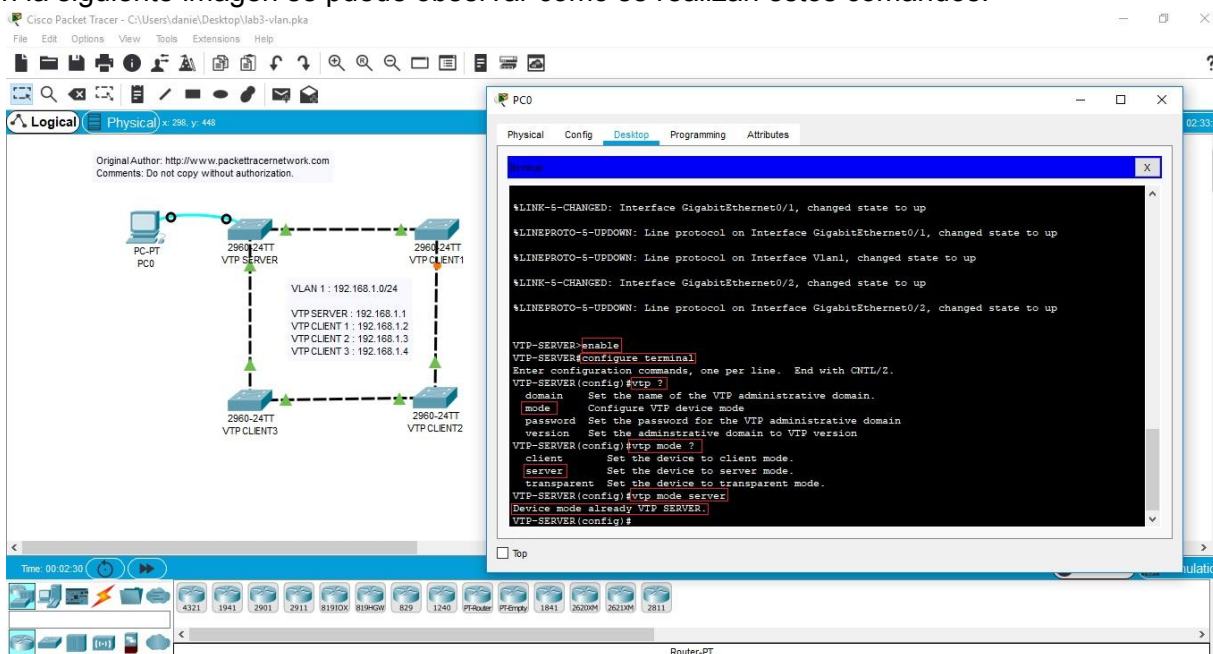 en la siguiente imagen se puede observar como se realizan estos comandos.
Cisco Packet Tracer - C:\Users\danie\Desktop\lab3-vlan.pka
File Edit Options View Tools Extensions Help
Logical Physical x: 298, y: 448
02:33:
Original Author: http://www.packettracernetwork.com
Comments: Do not copy without authorization.
PC-PT
PC0
2960-24TT
VTP SERVER
2960-24TT
VTP CLIENT1
VLAN 1 : 192.168.1.0/24
VTP SERVER : 192.168.1.1
VTP CLIENT 1 : 192.168.1.2
VTP CLIENT 2 : 192.168.1.3
VTP CLIENT 3 : 192.168.1.4
2960-24TT
VTP CLIENT3
2960-24TT
VTP CLIENT2
PC0
Physical Config Desktop Programming Attributes
X
%LINK-5-CHANGED: Interface GigabitEthernet0/1, changed state to up
%LINEPROTO-5-UPDOWN: Line protocol on Interface GigabitEthernet0/1, changed state to up
%LINEPROTO-5-UPDOWN: Line protocol on Interface Vlan1, changed state to up
%LINK-5-CHANGED: Interface GigabitEthernet0/2, changed state to up
%LINEPROTO-5-UPDOWN: Line protocol on Interface GigabitEthernet0/2, changed state to up
VTP-SERVER>enable
VTP-SERVER#configure terminal
Enter configuration commands, one per line. End with CNTL/Z.
VTP-SERVER(config)#vtp ?
domain Set the name of the VTP administrative domain.
mode Configure VTP device mode
password Set the password for the VTP administrative domain
version Set the adminstrative domain to VTP version
VTP-SERVER(config)#vtp mode ?
client Set the device to client mode.
server Set the device to server mode.
transparent Set the device to transparent mode.
VTP-SERVER(config)#vtp mode server
Device mode already VTP SERVER.
VTP-SERVER(config)#
Top
Time: 00:02:30
4321 1941 2901 2911 819IOX 819HGW 829 1240 PT-Router PT-Empty 1841 2620XM 2621XM 2811
Router-PT